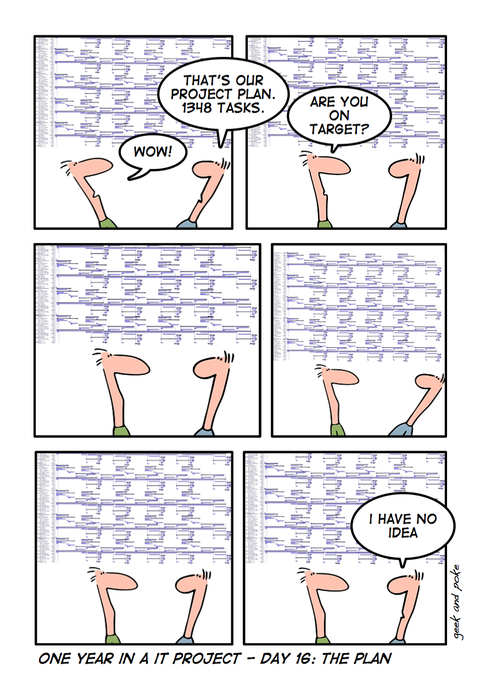 THAT'S OUR
PROJECT PLAN.
1348 TASKS.
WOW!
ARE YOU
ON
TARGET?
I HAVE NO
IDEA
geek and poke
ONE YEAR IN A IT PROJECT - DAY 16: THE PLAN